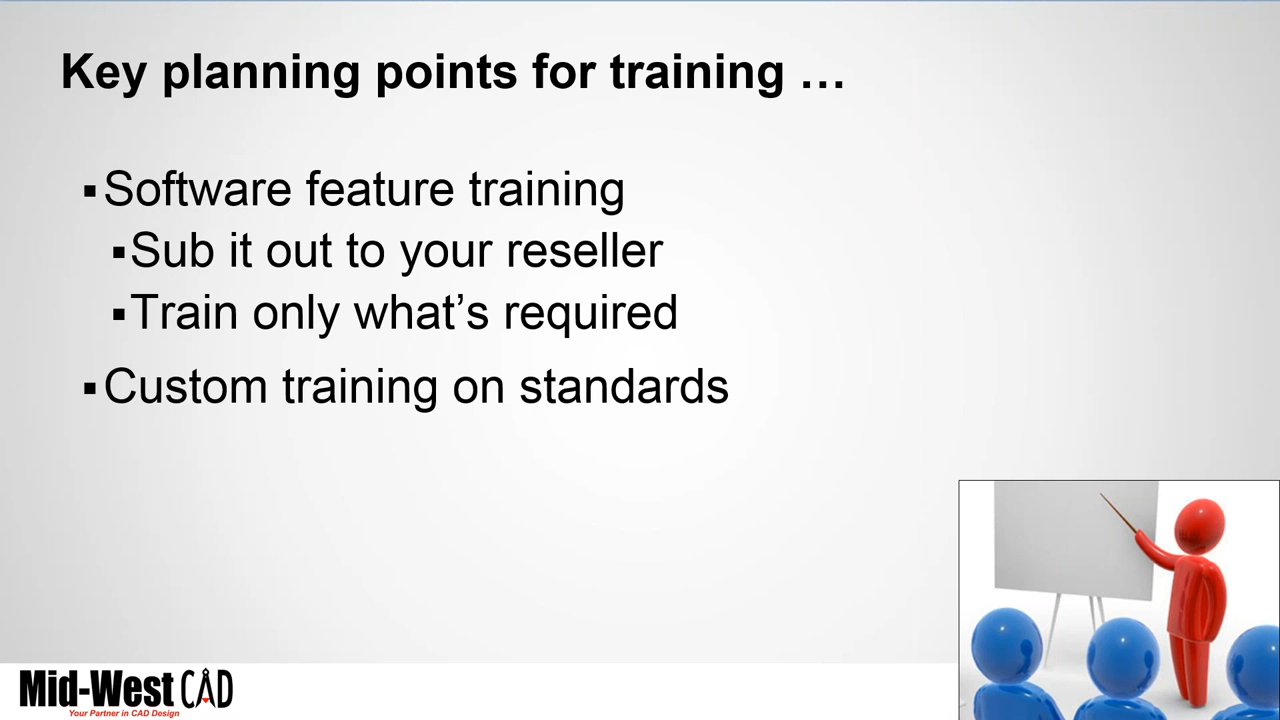 Key planning points for training …
▪Software feature training
▪Sub it out to your reseller
▪Train only what’s required
▪Custom training on standards
Mid-West CAD
Your Partner in CAD Design